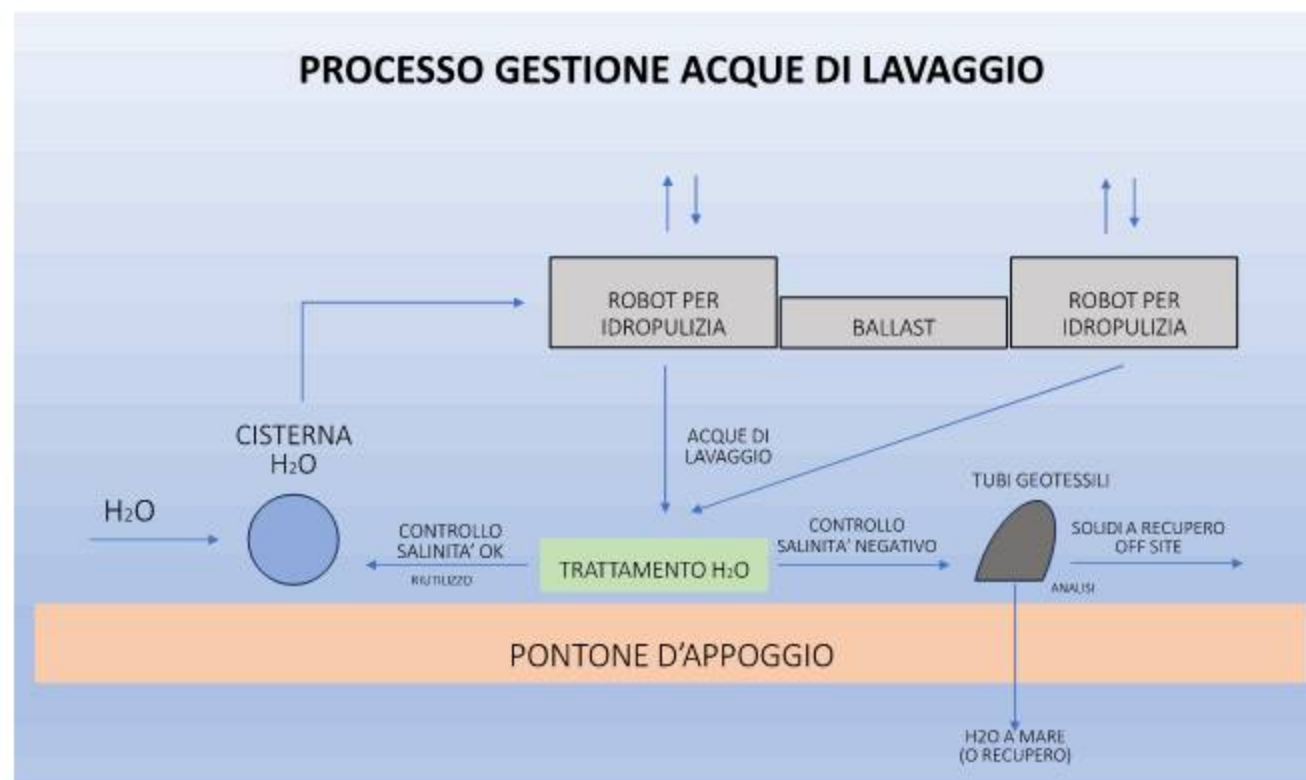 PROCESSO GESTIONE ACQUE DI LAVAGGIO
ROBOT PER
IDROPULIZIA
BALLAST
ROBOT PER
IDROPULIZIA
CISTERNA
H₂O
ACQUE DI
LAVAGGIO
TUBI GEOTESSILI
H₂O
CONTROLLO
SALINITA' OK
RIUTILIZZO
TRATTAMENTO H₂O
CONTROLLO
SALINITA' NEGATIVO
SOLIDI A RECUPERO
OFF SITE
ANALISI
PONTONE D'APPOGGIO
H2O A MARE
(O RECUPERO)